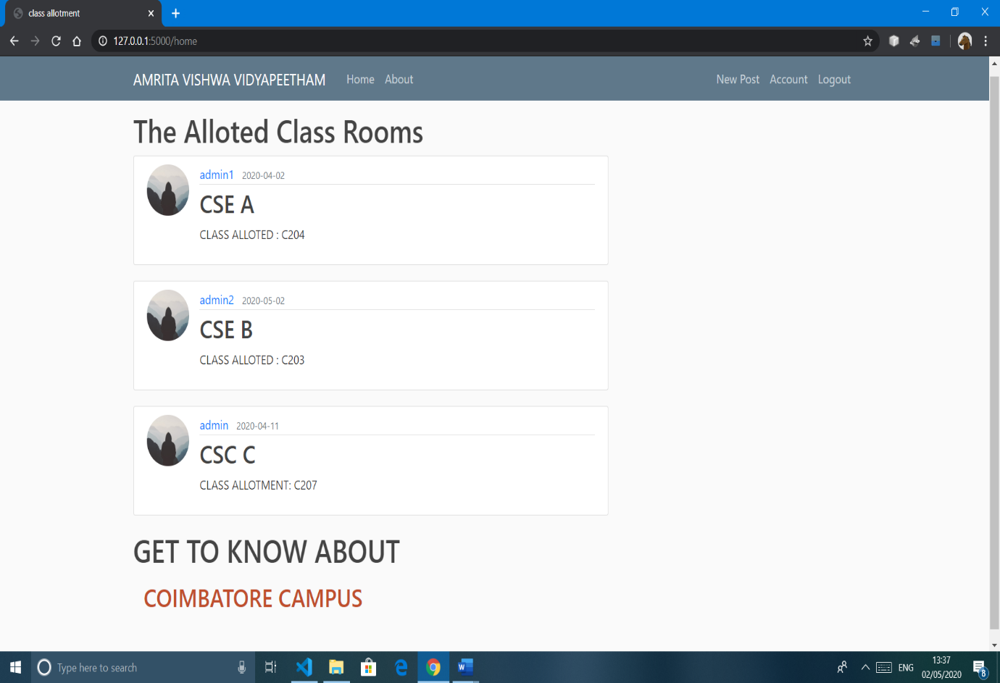 class allotment
127.0.0.1:5000/home
AMRITA VISHWA VIDYAPEETHAM Home About New Post Account Logout
The Alloted Class Rooms
admin1 2020-04-02
CSE A
CLASS ALLOTED : C204
admin2 2020-05-02
CSE B
CLASS ALLOTED : C203
admin 2020-04-11
CSC C
CLASS ALLOTMENT: C207
GET TO KNOW ABOUT
COIMBATORE CAMPUS
Type here to search
ENG
13:37
02/05/2020
8